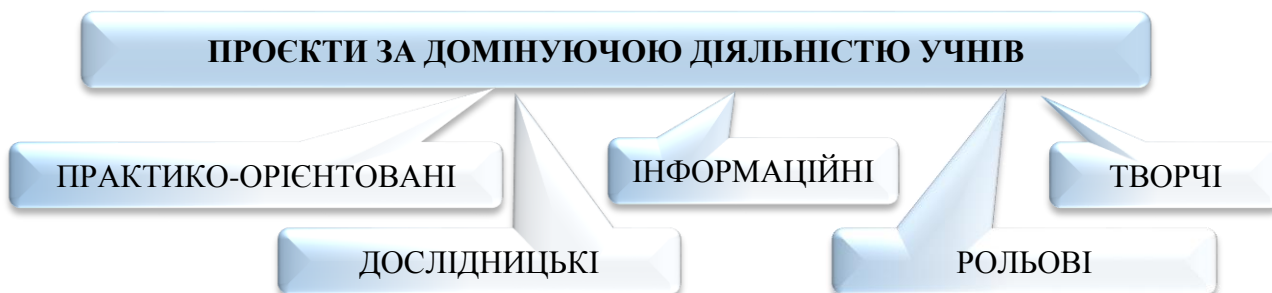 ПРОЄКТИ ЗА ДОМІНУЮЧОЮ ДІЯЛЬНІСТЮ УЧНІВ
ПРАКТИКО-ОРІЄНТОВАНІ
ІНФОРМАЦІЙНІ
ТВОРЧІ
ДОСЛІДНИЦЬКІ
РОЛЬОВІ